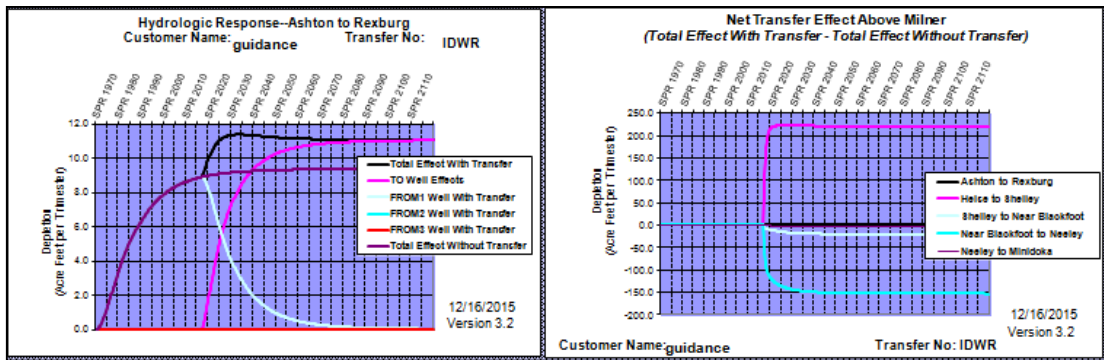 Hydrologic Response--Ashton to Rexburg
Customer Name: guidance Transfer No: IDWR
SPR 1970 SPR 1980 SPR 1990 SPR 2000 SPR 2010 SPR 2020 SPR 2030 SPR 2040 SPR 2050 SPR 2060 SPR 2070 SPR 2080 SPR 2090 SPR 2100 SPR 2110
12.0
10.0
8.0
6.0
4.0
2.0
0.0
Depletion
(Acre Feet per Trimester)
Total Effect With Transfer
TO Well Effects
FROM1 Well With Transfer
FROM2 Well With Transfer
FROM3 Well With Transfer
Total Effect Without Transfer
12/16/2015
Version 3.2
Net Transfer Effect Above Milner
(Total Effect With Transfer - Total Effect Without Transfer)
SPR 1970 SPR 1980 SPR 1990 SPR 2000 SPR 2010 SPR 2020 SPR 2030 SPR 2040 SPR 2050 SPR 2060 SPR 2070 SPR 2080 SPR 2090 SPR 2100 SPR 2110
250.0
200.0
150.0
100.0
50.0
0.0
-50.0
-100.0
-150.0
-200.0
Depletion
(Acre Feet per Trimester)
Ashton to Rexburg
Heise to Shelley
Shelley to Near Blackfoot
Near Blackfoot to Neeley
Neeley to Minidoka
12/16/2015
Version 3.2
Customer Name: guidance Transfer No: IDWR